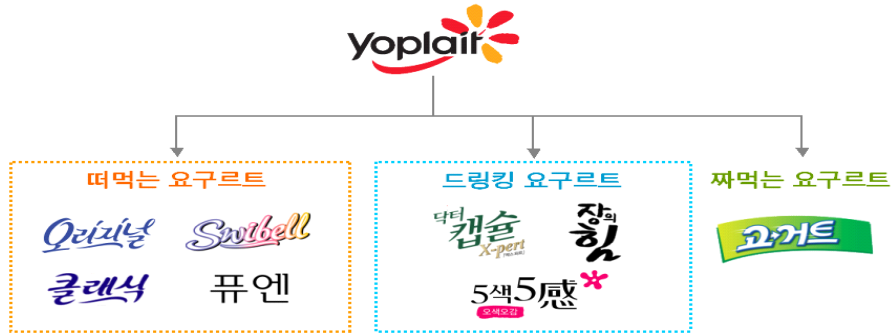 yoplait
떠먹는 요구르트
오리지널
Swibell
클래식
퓨엔
드링킹 요구르트
닥터
캡슐
X-pert
장의
힘
5색5感
오색오감
짜먹는 요구르트
고·거트